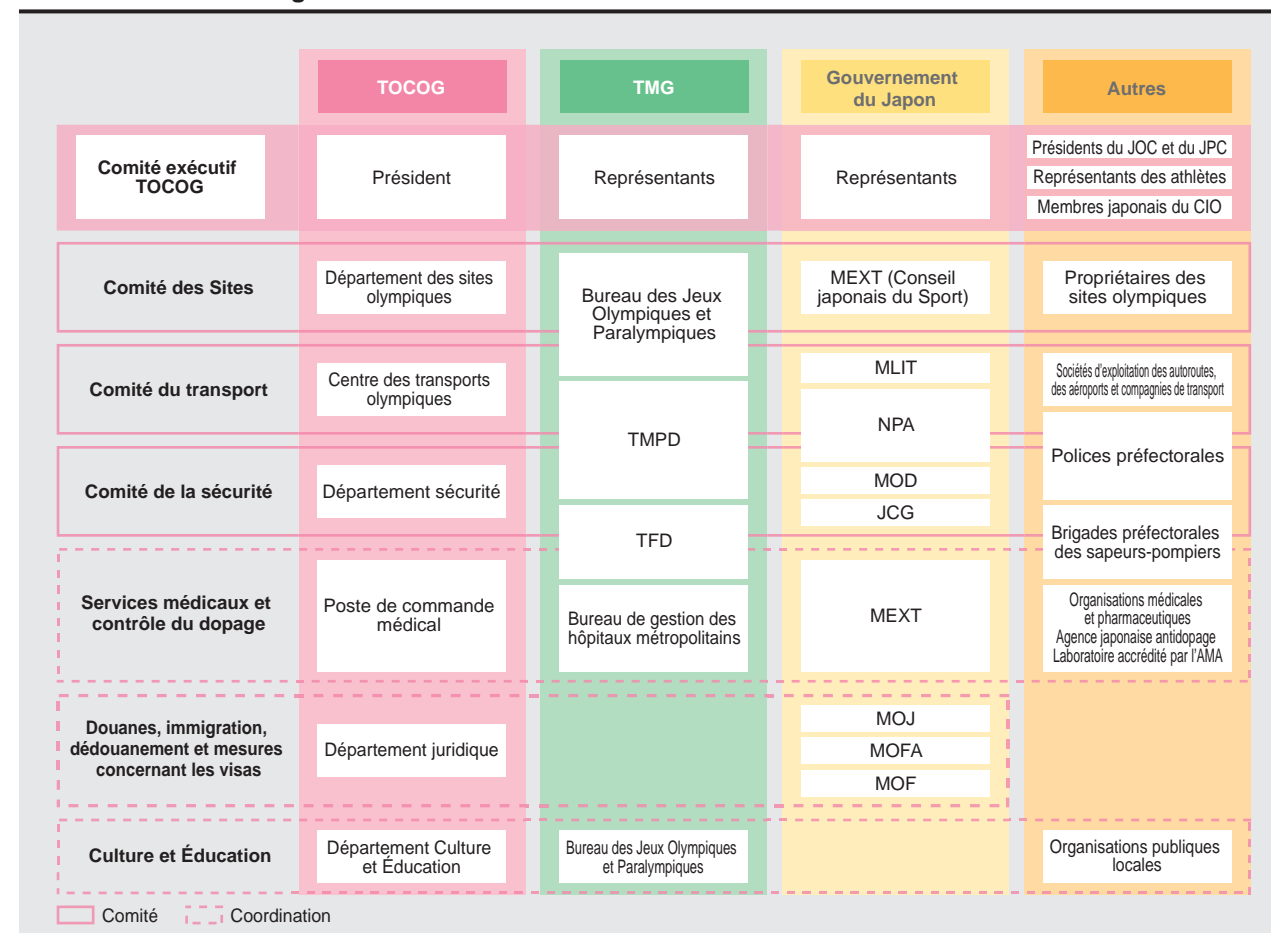 TOCOG
TMG
Gouvernement
du Japon
Autres
Comité exécutif
TOCOG
Président
Représentants
Représentants
Présidents du JOC et du JPC
Représentants des athlètes
Membres japonais du CIO
Comité des Sites
Département des sites
olympiques
Bureau des Jeux
Olympiques et
Paralympiques
MEXT (Conseil
japonais du Sport)
Propriétaires des
sites olympiques
Comité du transport
Centre des transports
olympiques
TMPD
MLIT
NPA
Sociétés d'exploitation des autoroutes,
des aéroports et compagnies de transport
Polices préfectorales
Comité de la sécurité
Département sécurité
MOD
JCG
TFD
Brigades préfectorales
des sapeurs-pompiers
Services médicaux et
contrôle du dopage
Poste de commande
médical
Bureau de gestion des
hôpitaux métropolitains
MEXT
Organisations médicales
et pharmaceutiques
Agence japonaise antidopage
Laboratoire accrédité par l'AMA
Douanes, immigration,
dédouanement et mesures
concernant les visas
Département juridique
MOJ
MOFA
MOF
Culture et Éducation
Département Culture
et Éducation
Bureau des Jeux Olympiques
et Paralympiques
Organisations publiques
locales
Comité
Coordination